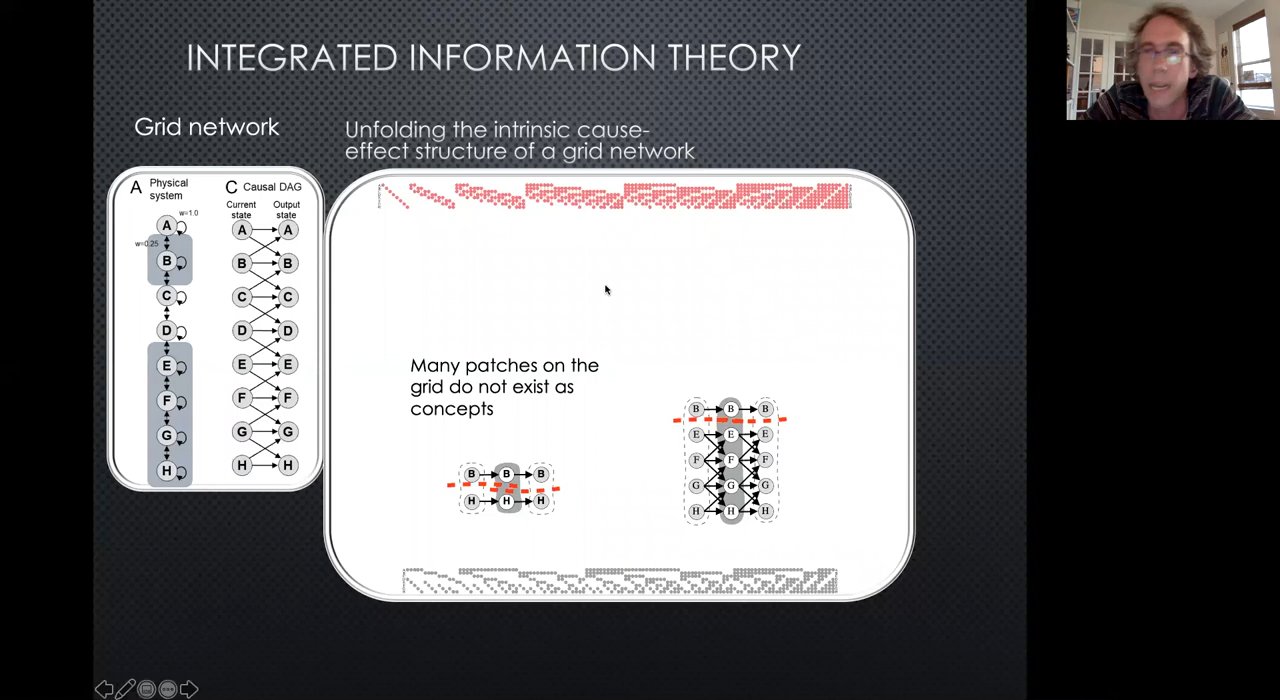 INTEGRATED INFORMATION THEORY
Grid network
Unfolding the intrinsic cause-
effect structure of a grid network
A Physical
system
w=1.0
w=0.25
A
B
C
D
E
F
G
H
C Causal DAG
Current Output
state state
A A
B B
C C
D D
E E
F F
G G
H H
Many patches on the
grid do not exist as
concepts
B B B
H H H
B B B
E E E
F F F
G G G
H H H